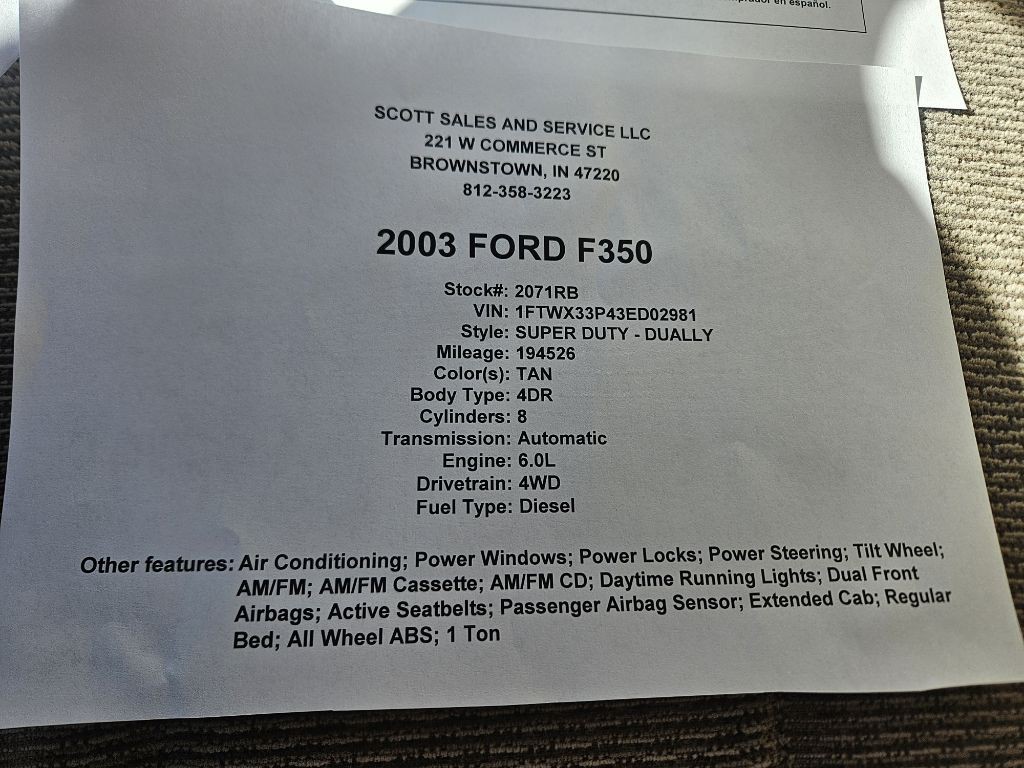 en español.
SCOTT SALES AND SERVICE LLC
221 W COMMERCE ST
BROWNSTOWN, IN 47220
812-358-3223
2003 FORD F350
Stock#: 2071RB
VIN: 1FTWX33P43ED02981
Style: SUPER DUTY - DUALLY
Mileage: 194526
Color(s): TAN
Body Type: 4DR
Cylinders: 8
Transmission: Automatic
Engine: 6.0L
Drivetrain: 4WD
Fuel Type: Diesel
Other features: Air Conditioning; Power Windows; Power Locks; Power Steering; Tilt Wheel;
AM/FM; AM/FM Cassette; AM/FM CD; Daytime Running Lights; Dual Front
Airbags; Active Seatbelts; Passenger Airbag Sensor; Extended Cab; Regular
Bed; All Wheel ABS; 1 Ton